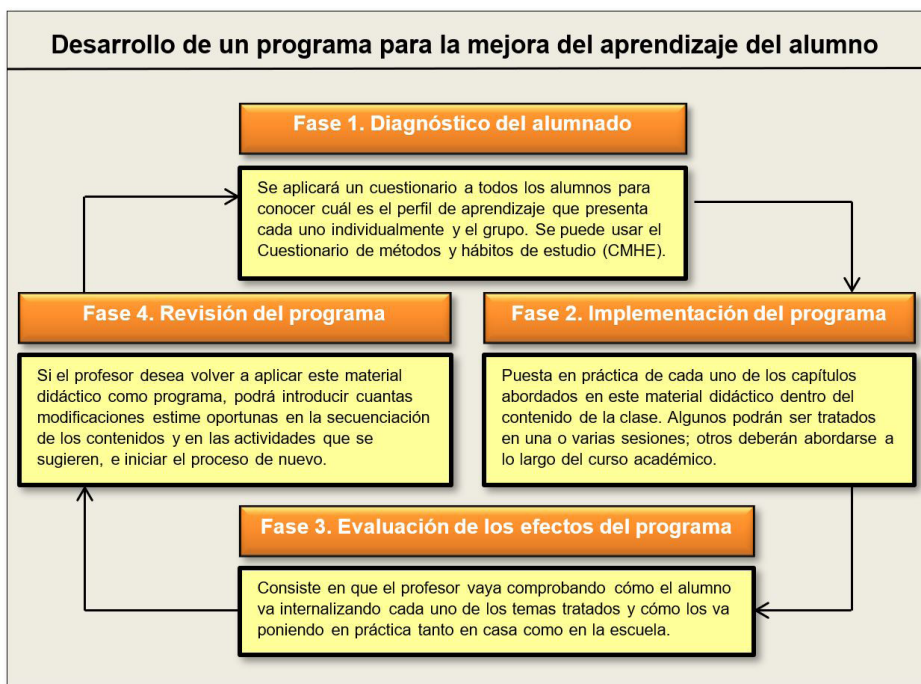 Desarrollo de un programa para la mejora del aprendizaje del alumno
Fase 1. Diagnóstico del alumnado
Se aplicará un cuestionario a todos los alumnos para
conocer cuál es el perfil de aprendizaje que presenta
cada uno individualmente y el grupo. Se puede usar el
Cuestionario de métodos y hábitos de estudio (CMHE).
Fase 2. Implementación del programa
Puesta en práctica de cada uno de los capítulos
abordados en este material didáctico dentro del
contenido de la clase. Algunos podrán ser tratados
en una o varias sesiones; otros deberán abordarse a
lo largo del curso académico.
Fase 3. Evaluación de los efectos del programa
Consiste en que el profesor vaya comprobando cómo el alumno
va internalizando cada uno de los temas tratados y cómo los va
poniendo en práctica tanto en casa como en la escuela.
Fase 4. Revisión del programa
Si el profesor desea volver a aplicar este material
didáctico como programa, podrá introducir cuantas
modificaciones estime oportunas en la secuenciación
de los contenidos y en las actividades que se
sugieren, e iniciar el proceso de nuevo.